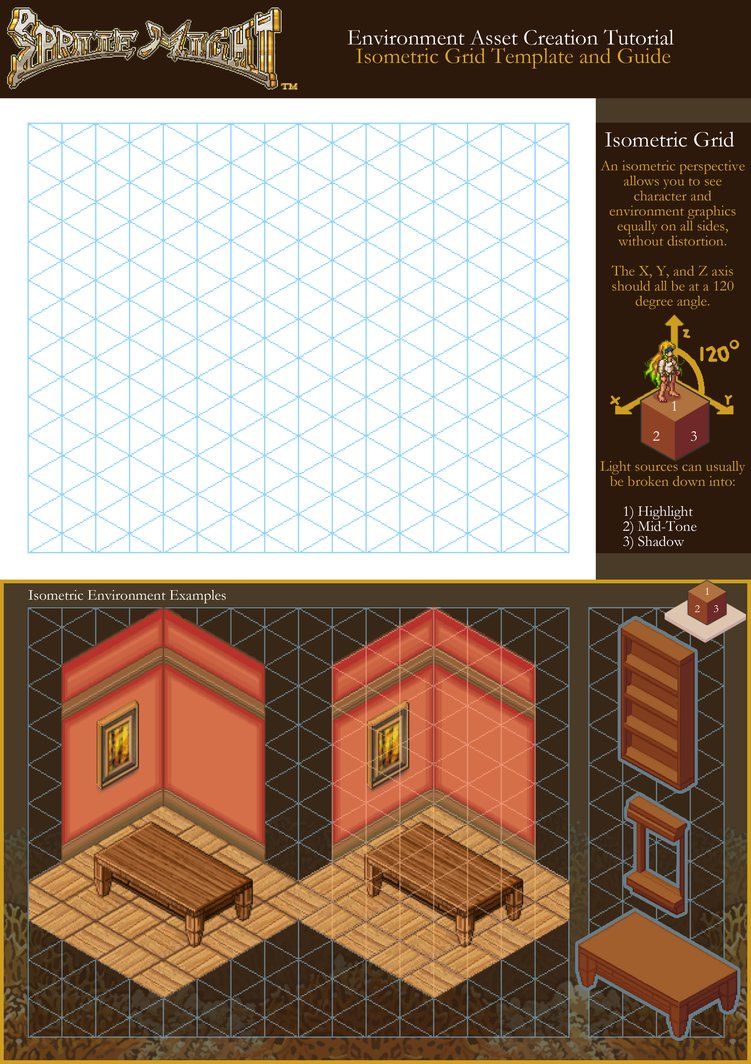 SPRITE MIGHT™
Environment Asset Creation Tutorial
Isometric Grid Template and Guide
Isometric Grid
An isometric perspective
allows you to see
character and
environment graphics
equally on all sides,
without distortion.
The X, Y, and Z axis
should all be at a 120
degree angle.
Z
120°
X
Y
1
2
3
Light sources can usually
be broken down into:
1) Highlight
2) Mid-Tone
3) Shadow
Isometric Environment Examples
1
2
3